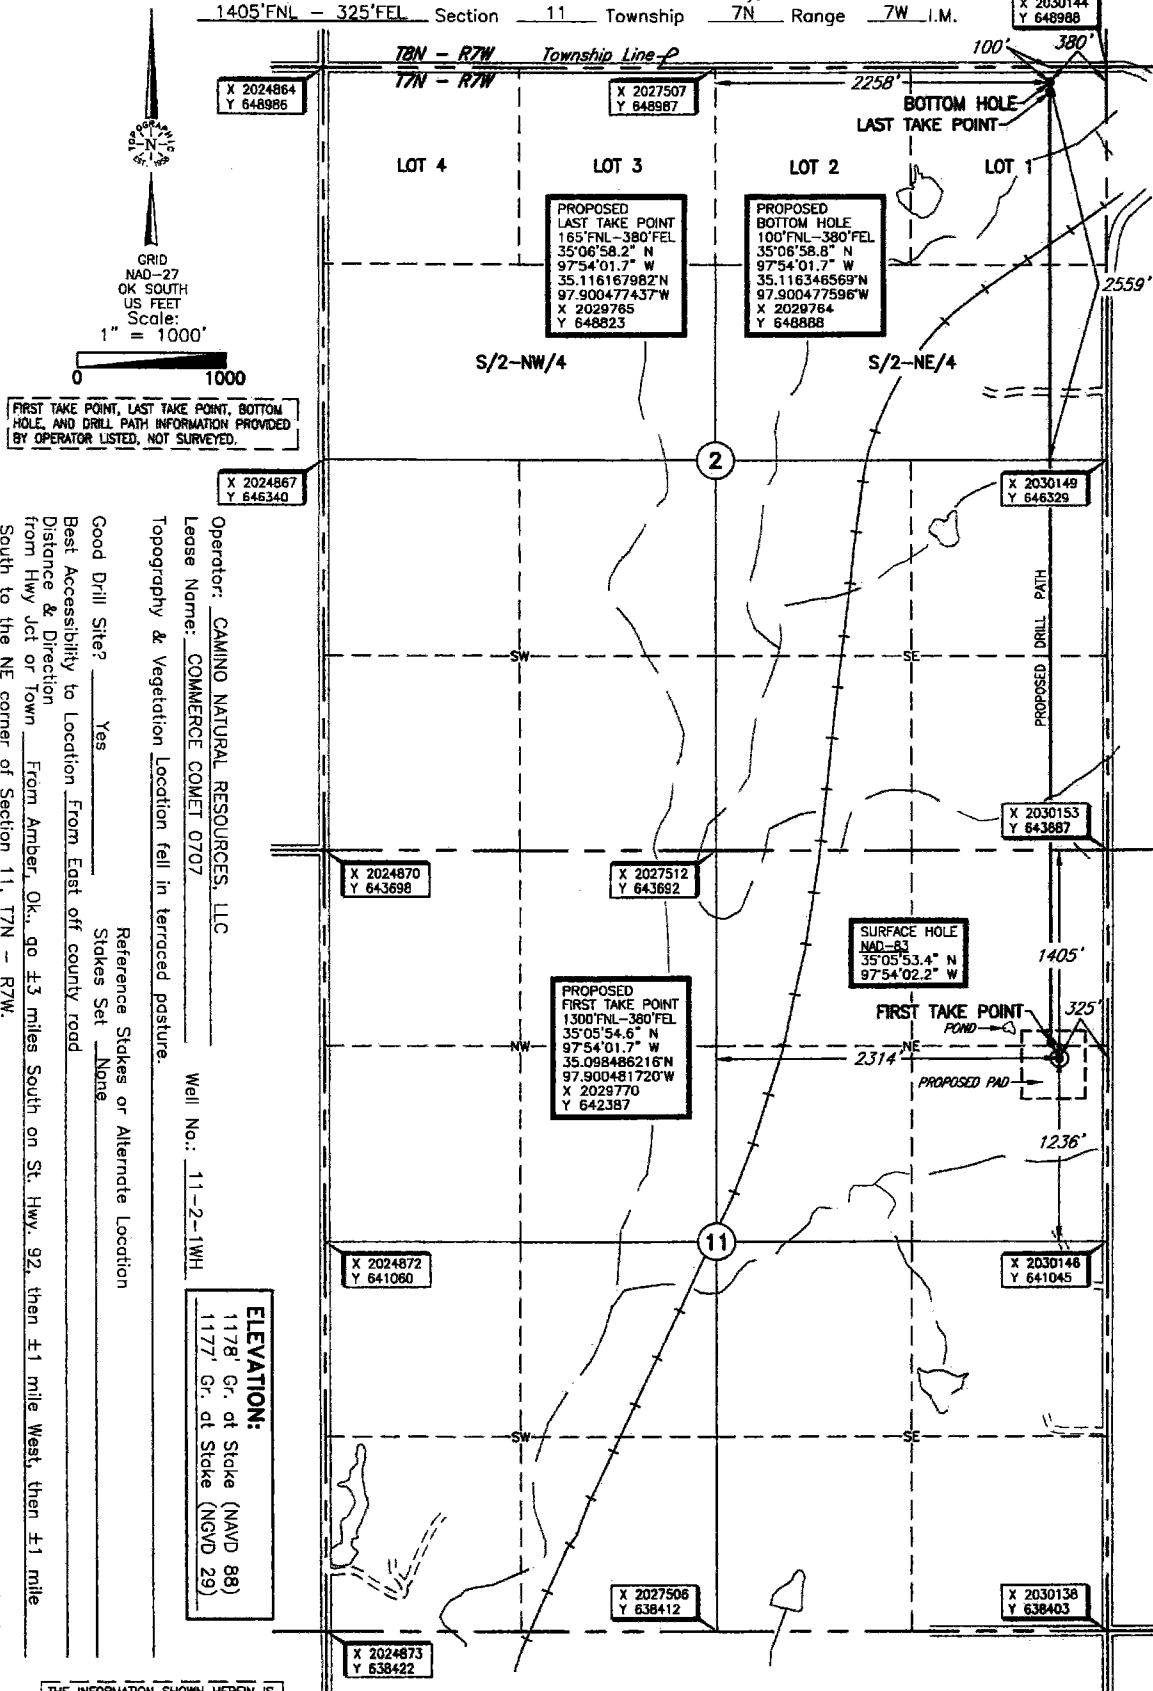 1405'FNL – 325'FEL Section 11 Township 7N Range 7W I.M.
X 2030144
Y 648988
T8N – R7W Township Line
T7N – R7W
100' 380'
X 2024864
Y 648986
X 2027507
Y 648987
2258'
BOTTOM HOLE
LAST TAKE POINT
TOPOGRAPHIC
N
EST. 1958
GRID
NAD-27
OK SOUTH
US FEET
Scale:
1" = 1000'
0 1000
LOT 4
LOT 3
LOT 2
LOT 1
PROPOSED
LAST TAKE POINT
165'FNL-380'FEL
35°06'58.2" N
97°54'01.7" W
35.116167982°N
97.900477437°W
X 2029765
Y 648823
PROPOSED
BOTTOM HOLE
100'FNL-380'FEL
35°06'58.8" N
97°54'01.7" W
35.116346569°N
97.900477596°W
X 2029764
Y 648888
2559'
S/2-NW/4
S/2-NE/4
FIRST TAKE POINT, LAST TAKE POINT, BOTTOM
HOLE, AND DRILL PATH INFORMATION PROVIDED
BY OPERATOR LISTED, NOT SURVEYED.
2
X 2024867
Y 646340
X 2030149
Y 646329
PROPOSED DRILL PATH
SW
SE
X 2030153
Y 643687
X 2024870
Y 643698
X 2027512
Y 643692
SURFACE HOLE
NAD-83
35°05'53.4" N
97°54'02.2" W
1405'
PROPOSED
FIRST TAKE POINT
1300'FNL-380'FEL
35°05'54.6" N
97°54'01.7" W
35.098486216°N
97.900481720°W
X 2029770
Y 642387
FIRST TAKE POINT
325'
POND
NW
NE
2314'
PROPOSED PAD
1236'
11
X 2024872
Y 641060
X 2030146
Y 641045
SW
SE
X 2027506
Y 638412
X 2030138
Y 638403
X 2024873
Y 638422
Operator: CAMINO NATURAL RESOURCES, LLC
Lease Name: COMMERCE COMET 0707 Well No.: 11-2-1WH
Topography & Vegetation Location fell in terraced pasture.
Reference Stakes or Alternate Location
Good Drill Site? Yes Stakes Set None
Best Accessibility to Location From East off county road
Distance & Direction
from Hwy Jct or Town From Amber, Ok., go ±3 miles South on St. Hwy. 92, then ±1 mile West, then ±1 mile
South to the NE corner of Section 11, T7N – R7W.
ELEVATION:
1178' Gr. at Stake (NAVD 88)
1177' Gr. at Stake (NGVD 29)
THE INFORMATION SHOWN HEREIN IS